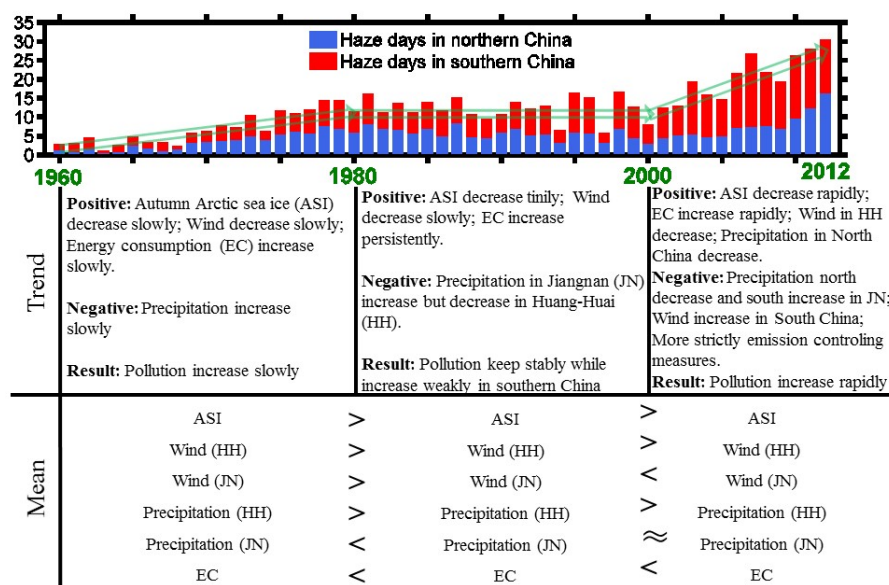 35
30
25
20
15
10
5
0
Haze days in northern China
Haze days in southern China
1960
1980
2000
2012
Trend
Positive: Autumn Arctic sea ice (ASI)
decrease slowly; Wind decrease slowly;
Energy consumption (EC) increase
slowly.
Negative: Precipitation increase
slowly
Result: Pollution increase slowly
Positive: ASI decrease tinily; Wind
decrease slowly; EC increase
persistently.
Negative: Precipitation in Jiangnan (JN)
increase but decrease in Huang-Huai
(HH).
Result: Pollution keep stably while
increase weakly in southern China
Positive: ASI decrease rapidly;
EC increase rapidly; Wind in HH
decrease; Precipitation in North
China decrease.
Negative: Precipitation north
decrease and south increase in JN;
Wind increase in South China;
More strictly emission controling
measures.
Result: Pollution increase rapidly
Mean
ASI > ASI > ASI
Wind (HH) > Wind (HH) > Wind (HH)
Wind (JN) > Wind (JN) < Wind (JN)
Precipitation (HH) > Precipitation (HH) > Precipitation (HH)
Precipitation (JN) < Precipitation (JN) ≈ Precipitation (JN)
EC < EC < EC